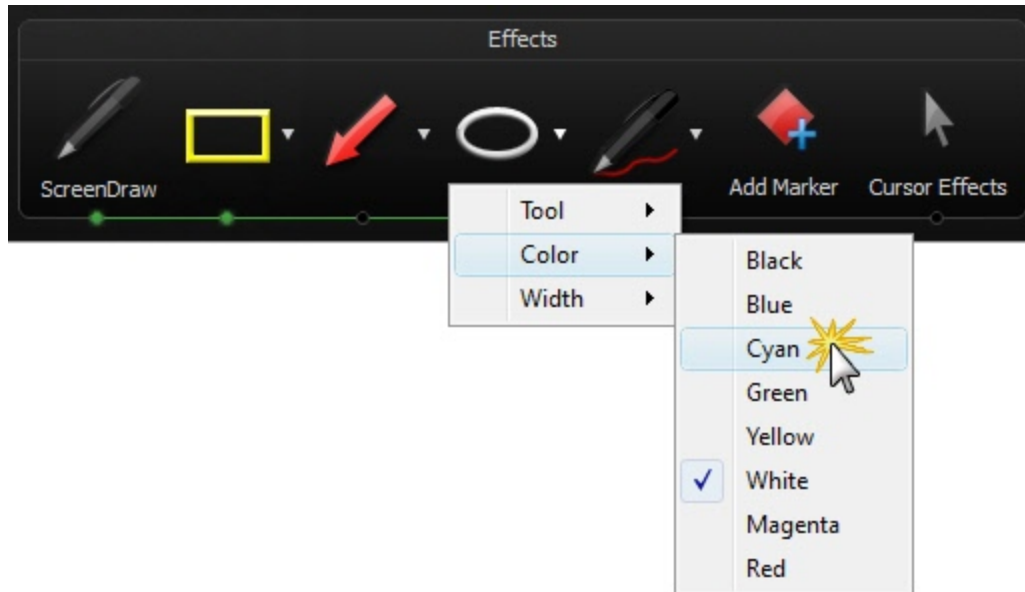 Effects
ScreenDraw
Add Marker
Cursor Effects
Tool
Color
Width
Black
Blue
Cyan
Green
Yellow
White
Magenta
Red